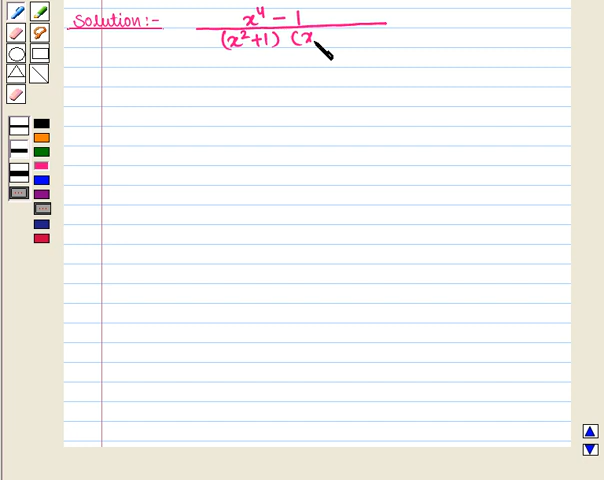 Solution:-
x⁴ - 1
(x²+1) (x